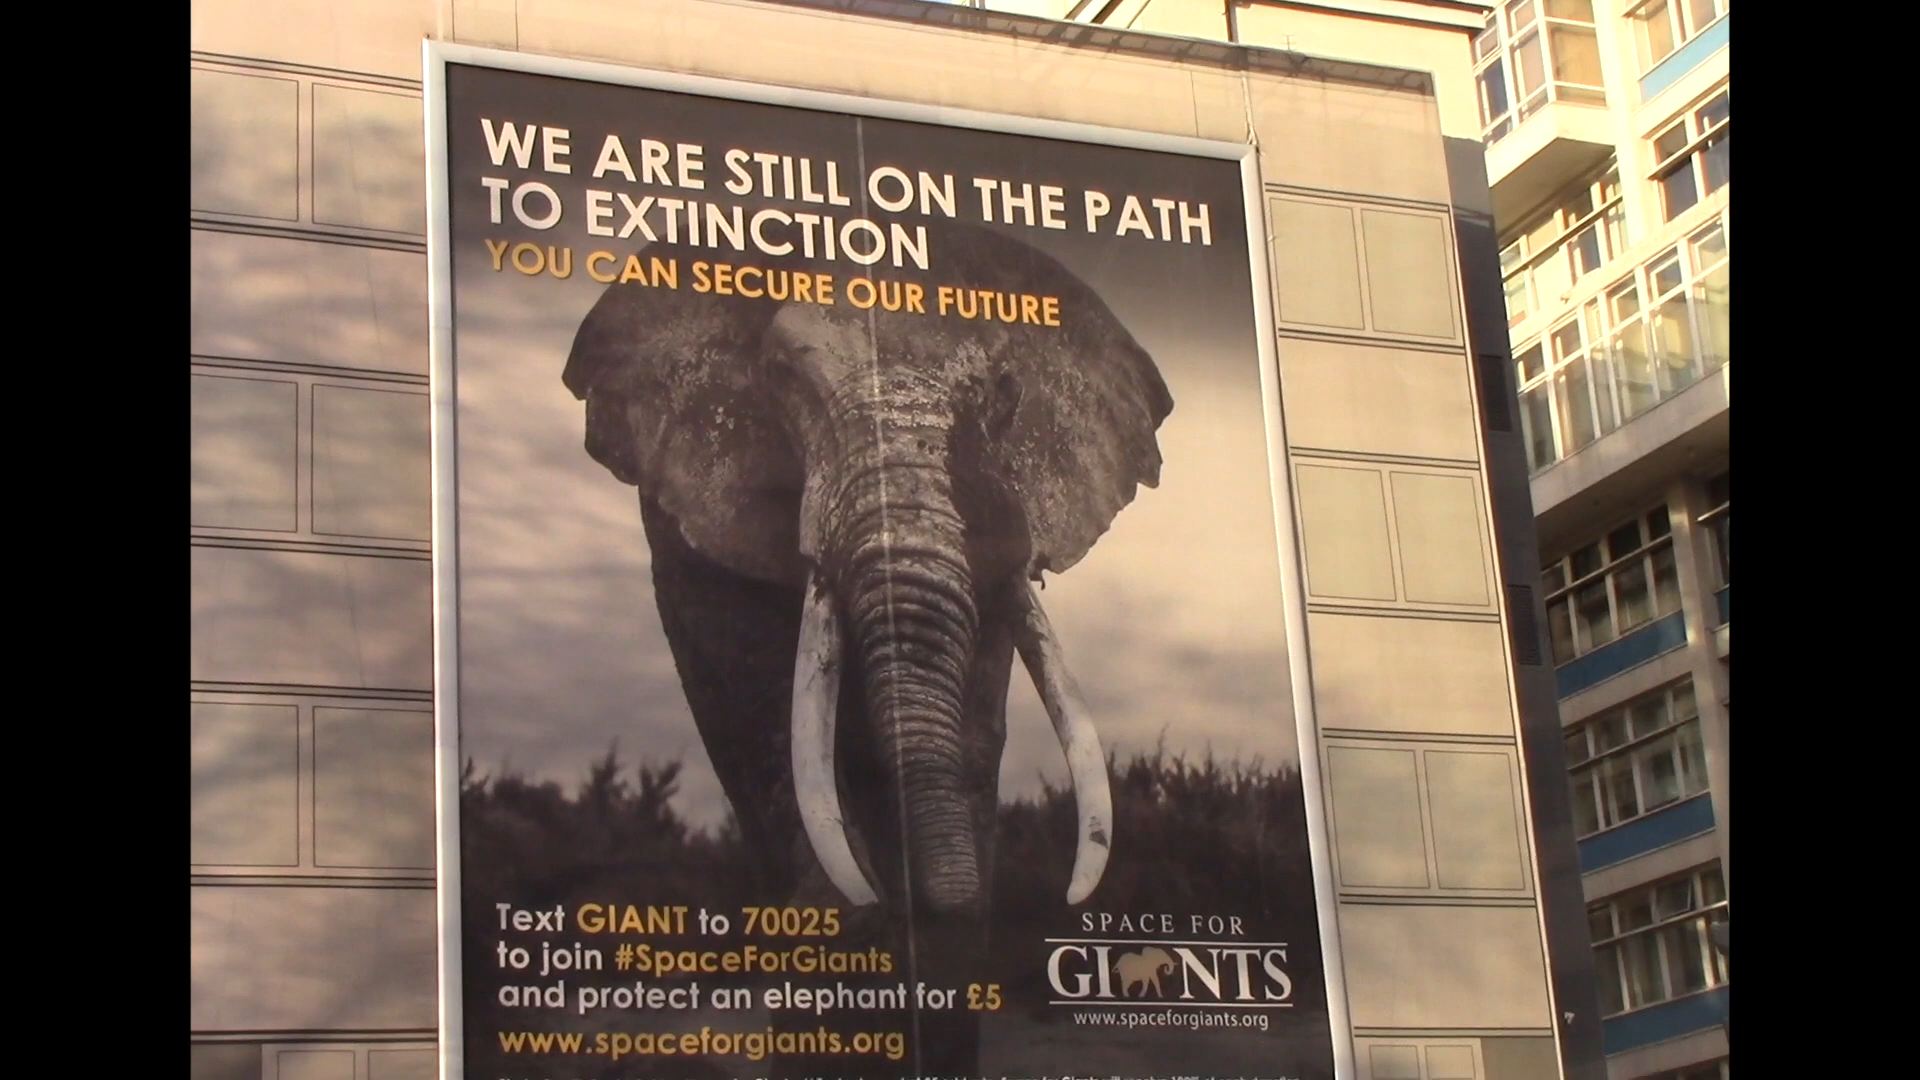 WE ARE STILL ON THE PATH
TO EXTINCTION
YOU CAN SECURE OUR FUTURE
Text GIANT to 70025
to join #SpaceForGiants
and protect an elephant for £5
www.spaceforgiants.org
SPACE FOR
GIANTS
www.spaceforgiants.org